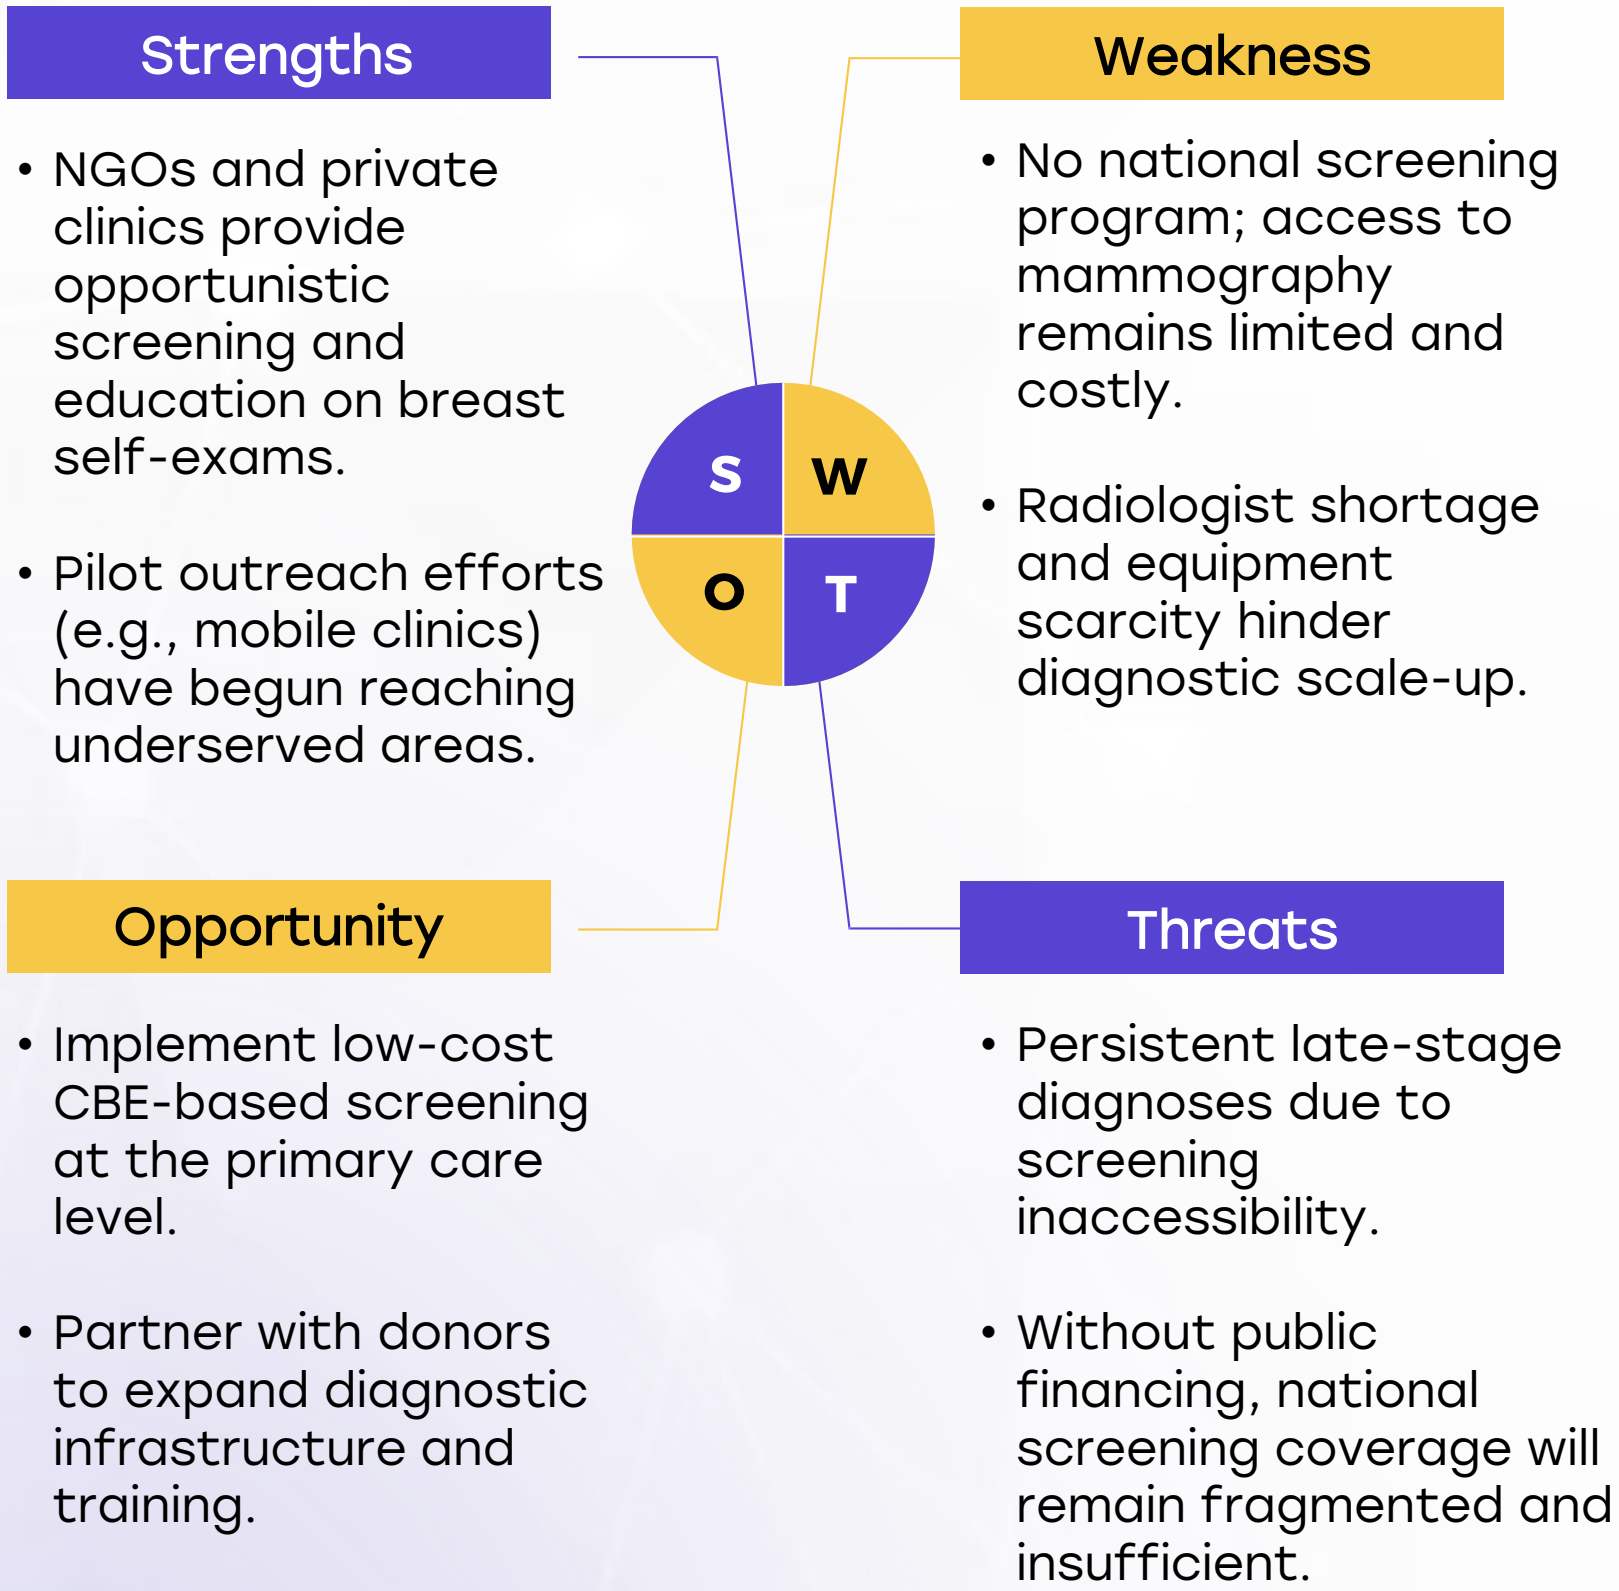 Strengths
• NGOs and private
clinics provide
opportunistic
screening and
education on breast
self-exams.
• Pilot outreach efforts
(e.g., mobile clinics)
have begun reaching
underserved areas.
Weakness
• No national screening
program; access to
mammography
remains limited and
costly.
• Radiologist shortage
and equipment
scarcity hinder
diagnostic scale-up.
S
W
O
T
Opportunity
• Implement low-cost
CBE-based screening
at the primary care
level.
• Partner with donors
to expand diagnostic
infrastructure and
training.
Threats
• Persistent late-stage
diagnoses due to
screening
inaccessibility.
• Without public
financing, national
screening coverage will
remain fragmented and
insufficient.